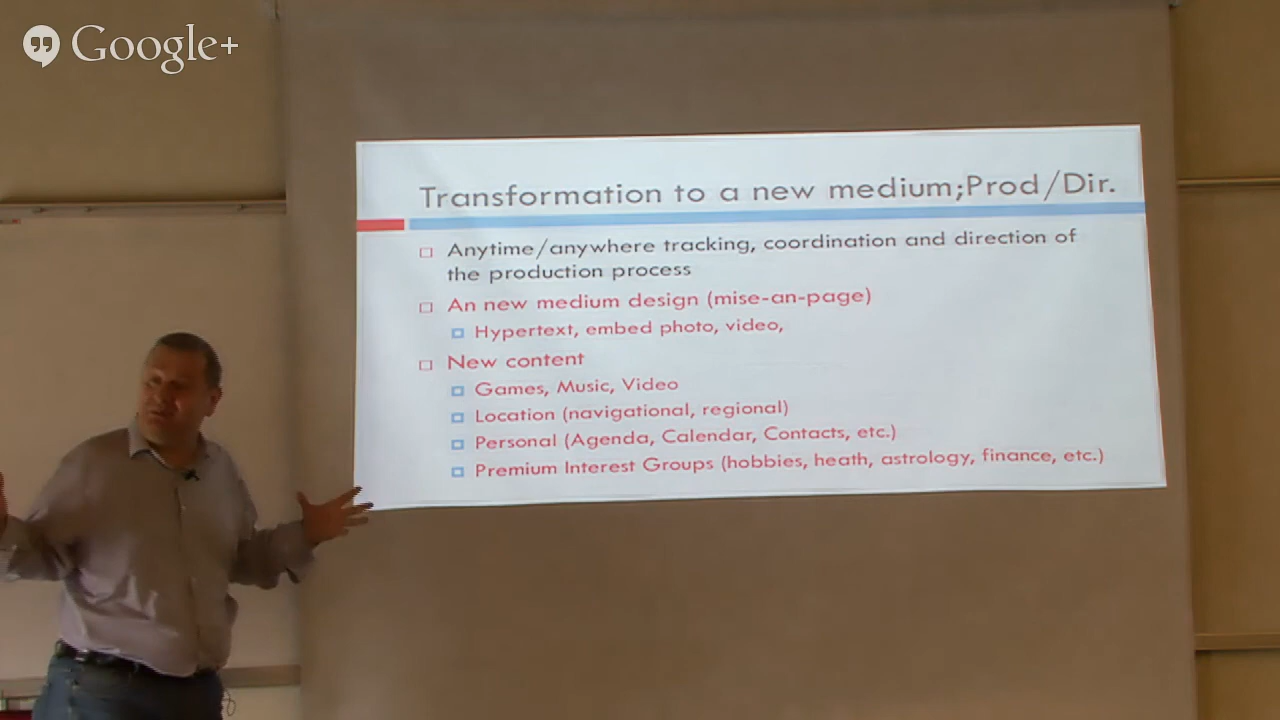 Google+
Transformation to a new medium;Prod/Dir.
Anytime/anywhere tracking, coordination and direction of
the production process
An new medium design (mise-an-page)
Hypertext, embed photo, video,
New content
Games, Music, Video
Location (navigational, regional)
Personal (Agenda, Calendar, Contacts, etc.)
Premium Interest Groups (hobbies, heath, astrology, finance, etc.)